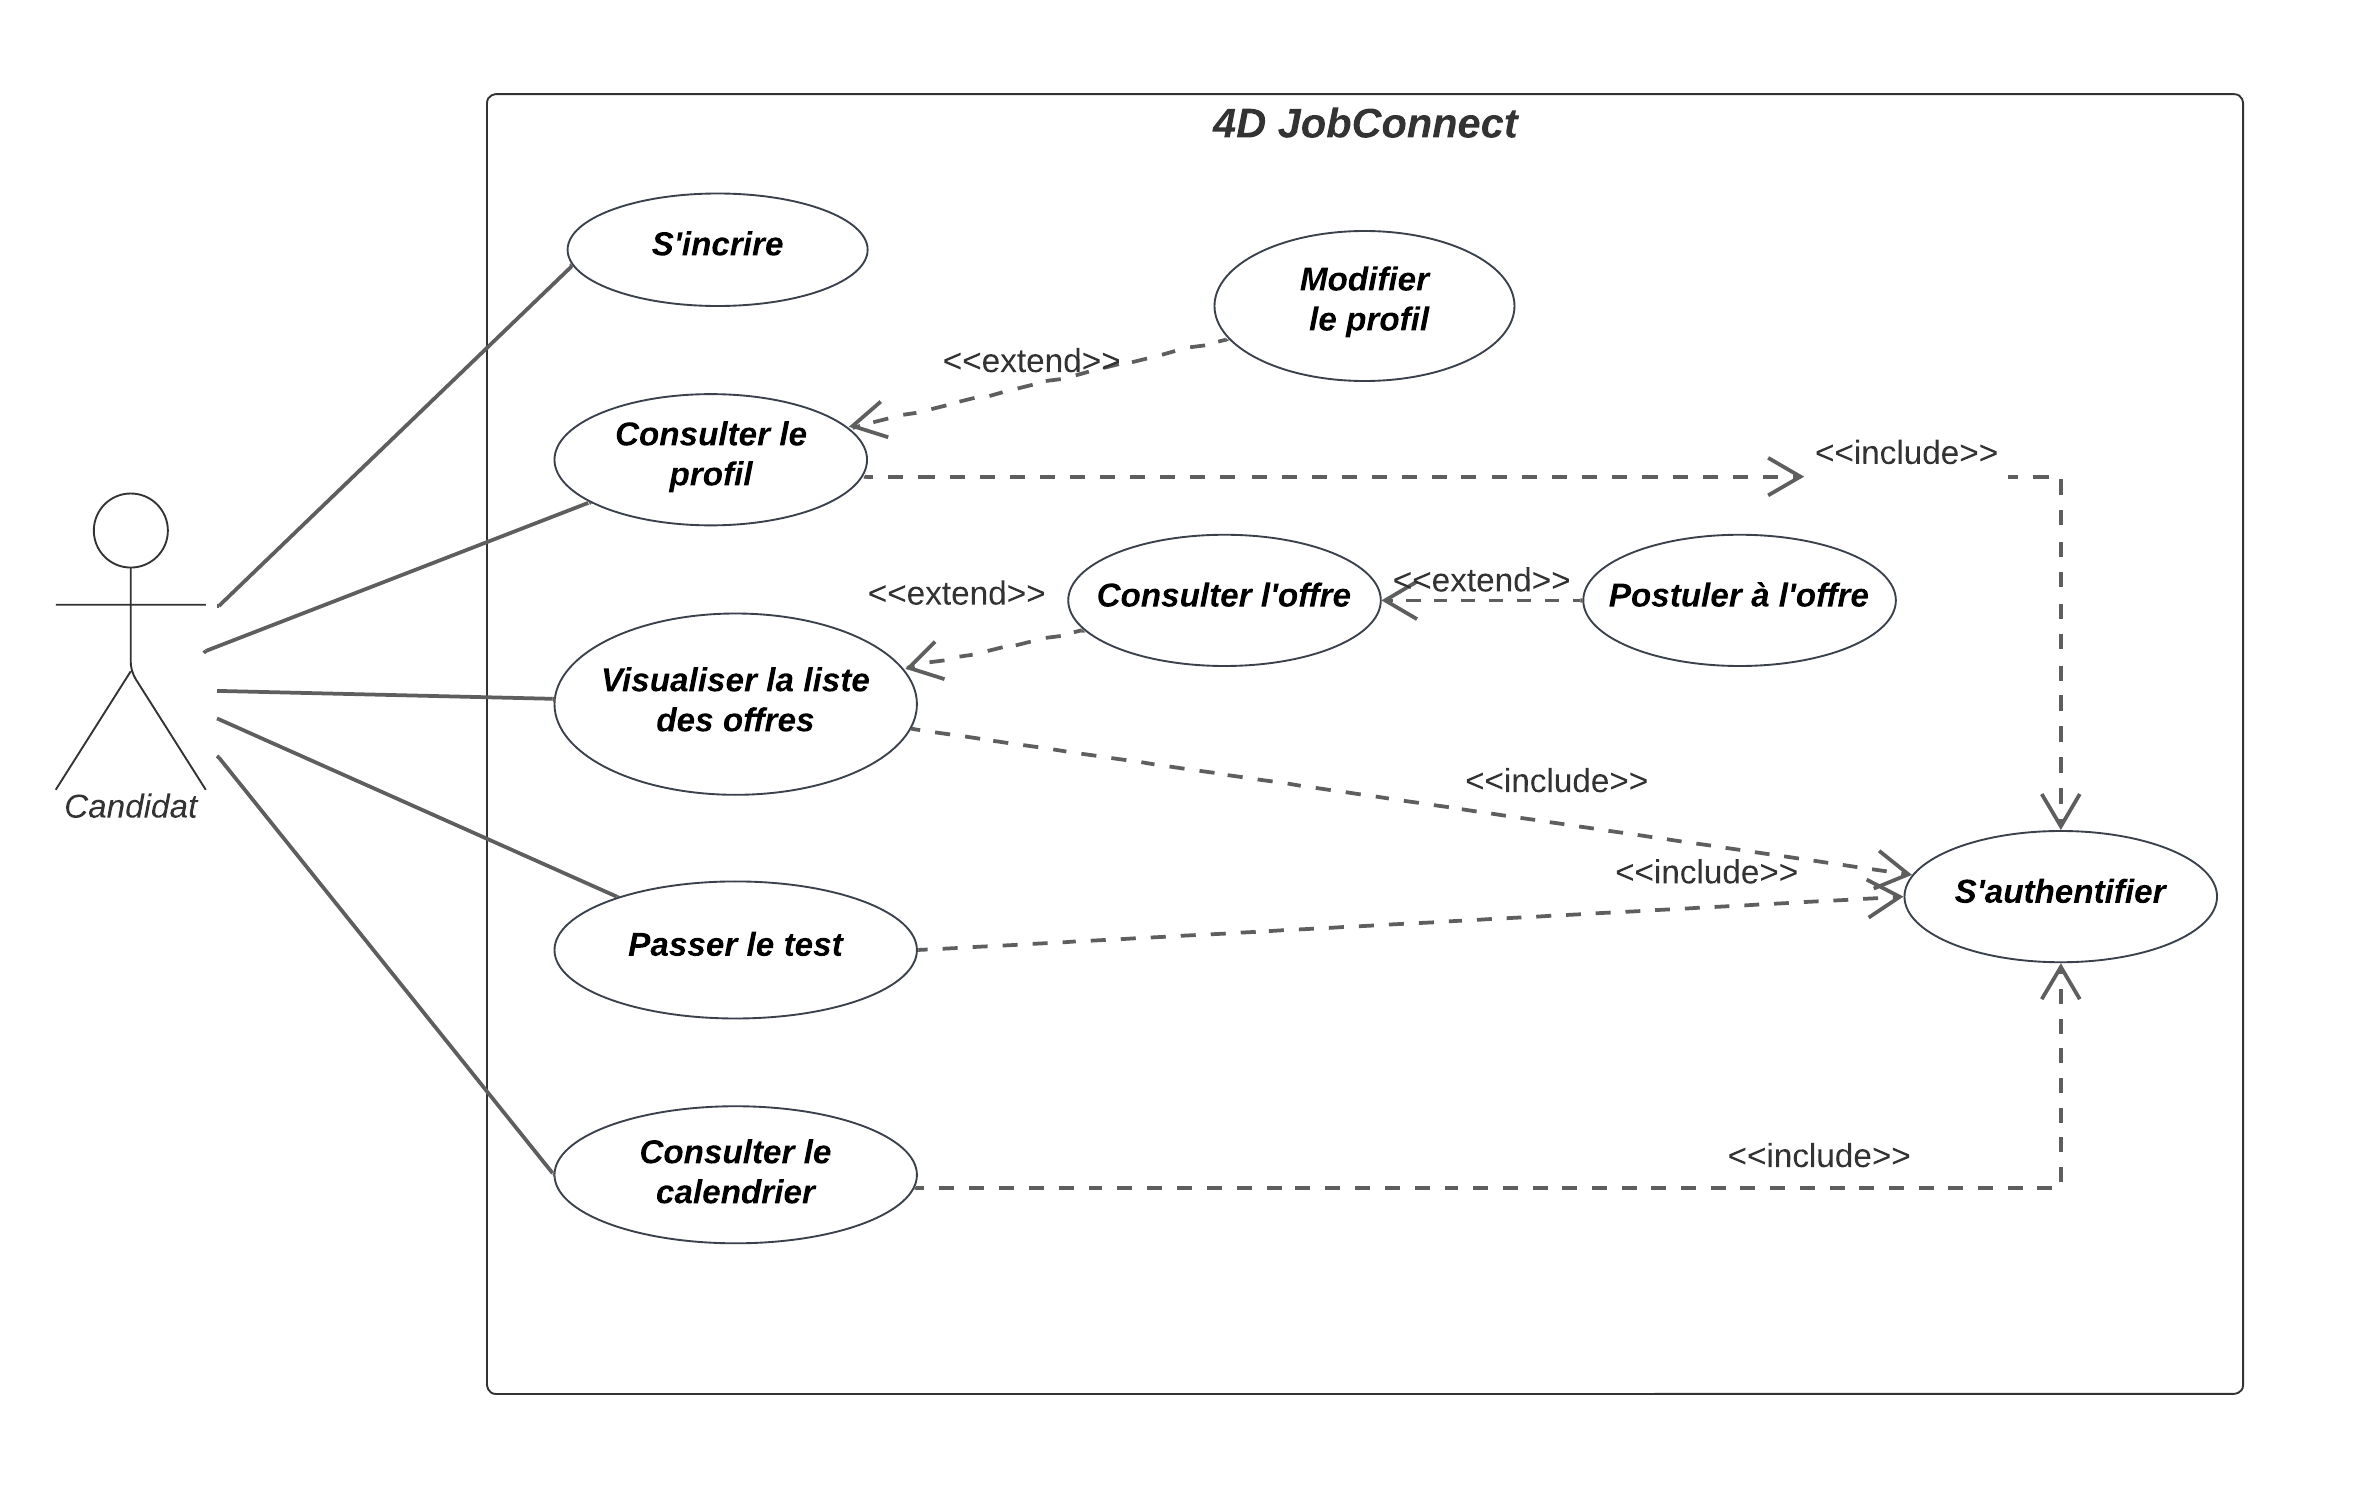 4D JobConnect
S'incrire
Modifier
le profil
<<extend>>
Consulter le
profil
<<include>>
<<extend>>
Consulter l'offre
<<extend>>
Postuler à l'offre
Visualiser la liste
des offres
<<include>>
Candidat
<<include>>
S'authentifier
Passer le test
Consulter le
calendrier
<<include>>